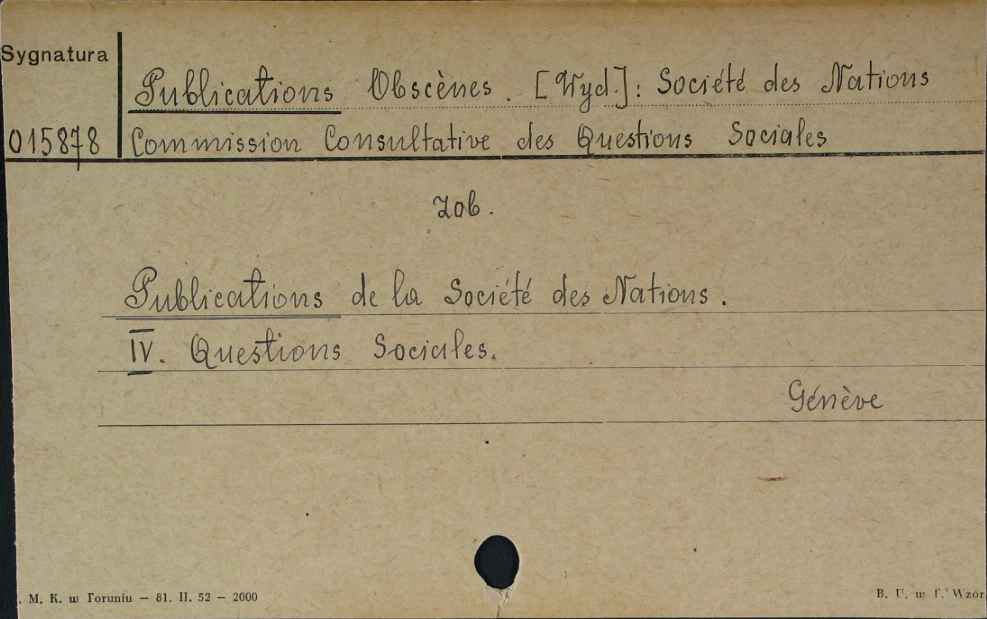 Sygnatura
Publications Obscènes. [Wyd.]: Société des Nations
015878 Commission Consultative des Questions Sociales
zob.
Publications de la Société des Nations.
IV. Questions Sociales.
Génève
. M. K. w Toruniu — 81. II. 52 — 2000
B. U. w T. Wzór